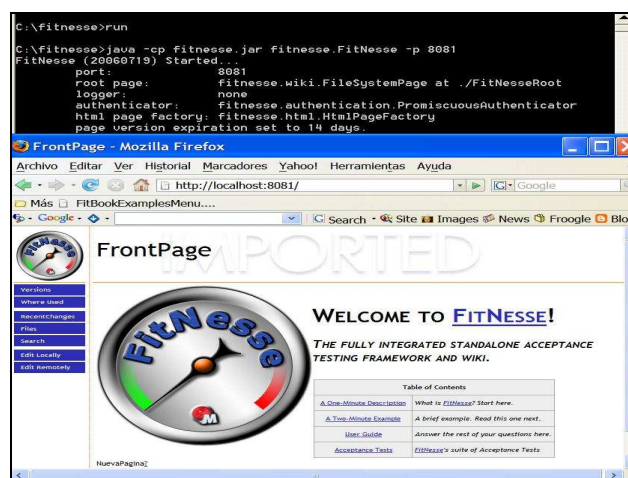 C:\fitnesse>run
C:\fitnesse>java -cp fitnesse.jar fitnesse.FitNesse -p 8081
FitNesse (20060719) Started...
port: 8081
root page: fitnesse.wiki.FileSystemPage at ./FitNesseRoot
logger: none
authenticator: fitnesse.authentication.PromiscuousAuthenticator
html page factory: fitnesse.html.HtmlPageFactory
page version expiration set to 14 days.
FrontPage - Mozilla Firefox
Archivo Editar Ver Historial Marcadores Yahoo! Herramientas Ayuda
http://localhost:8081/ Google
Más FitBookExamplesMenu....
Google Search Site Images News Froogle Blo
FitNesse
FrontPage
IMPORTED
Versions
Where Used
RecentChanges
Files
Search
Edit Locally
Edit Remotely
FitNesse
WELCOME TO FITNESSE!
THE FULLY INTEGRATED STANDALONE ACCEPTANCE
TESTING FRAMEWORK AND WIKI.
Table of Contents
A One-Minute Description What is FitNesse? Start here.
A Two-Minute Example A brief example. Read this one next.
User Guide Answer the rest of your questions here.
Acceptance Tests FitNesse's suite of Acceptance Tests
NuevaPagina?